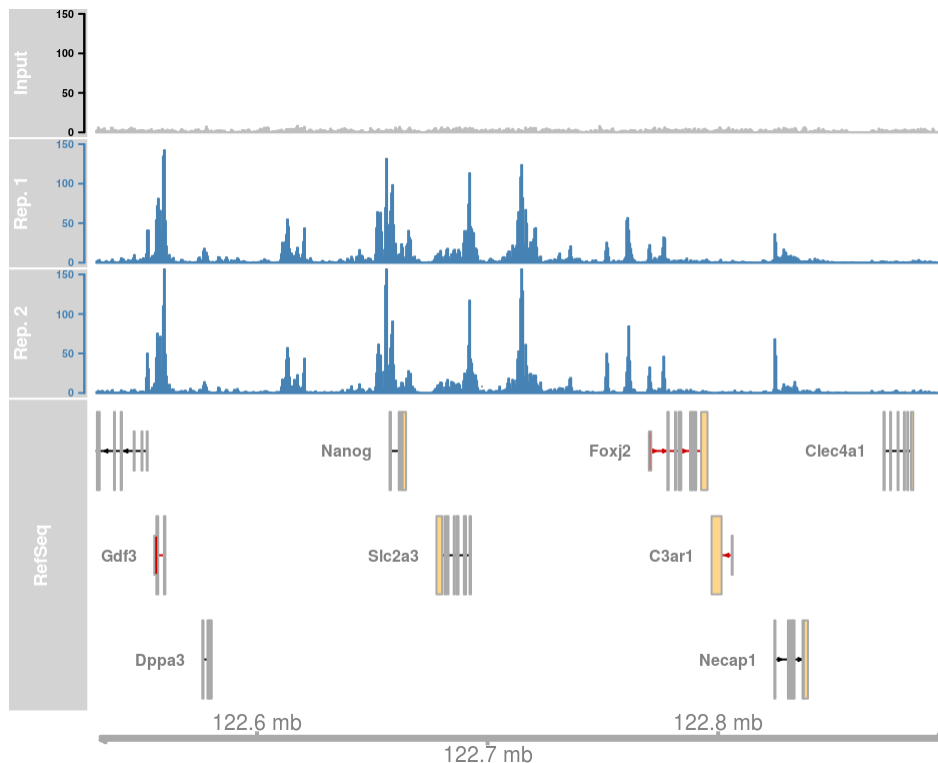 Input
150
100
50
0
Rep. 1
150
100
50
0
Rep. 2
150
100
50
0
RefSeq
Nanog
Foxj2
Clec4a1
Gdf3
Slc2a3
C3ar1
Dppa3
Necap1
122.6 mb
122.8 mb
122.7 mb